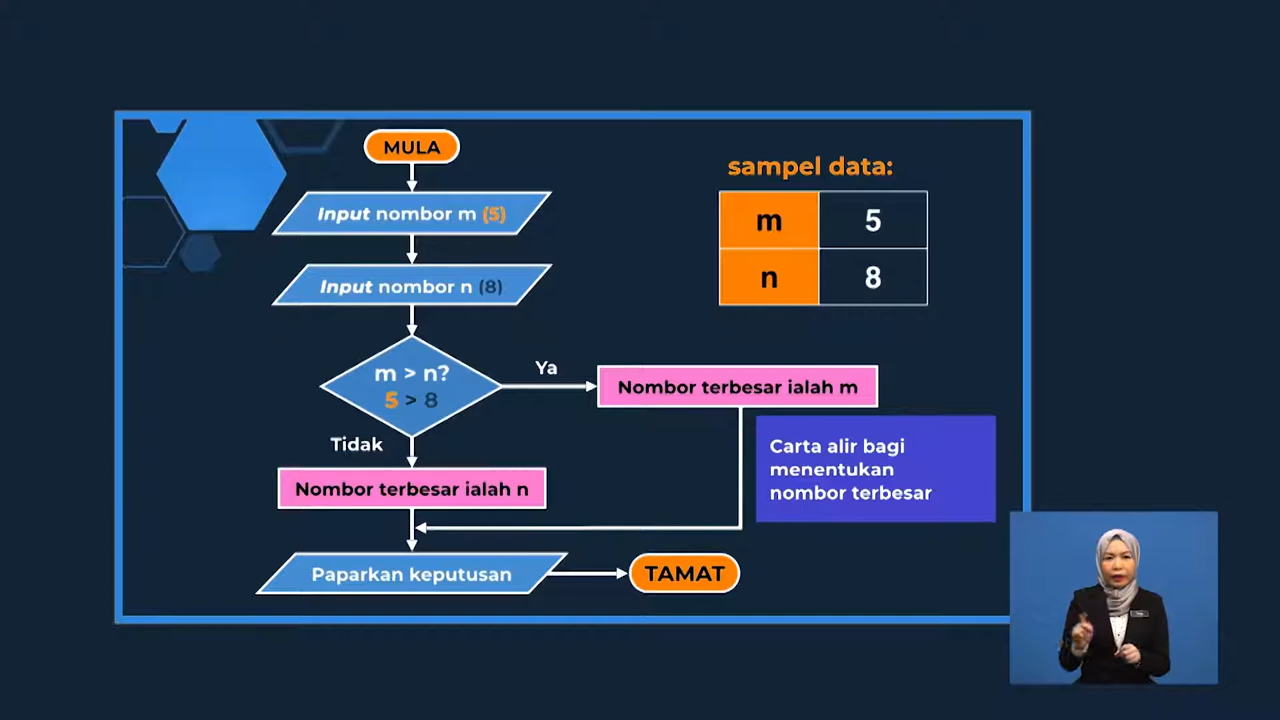 MULA
Input nombor m (5)
Input nombor n (8)
m > n?
5 > 8
Ya
Nombor terbesar ialah m
Tidak
Nombor terbesar ialah n
Paparkan keputusan
TAMAT
sampel data:
m 5
n 8
Carta alir bagi
menentukan
nombor terbesar